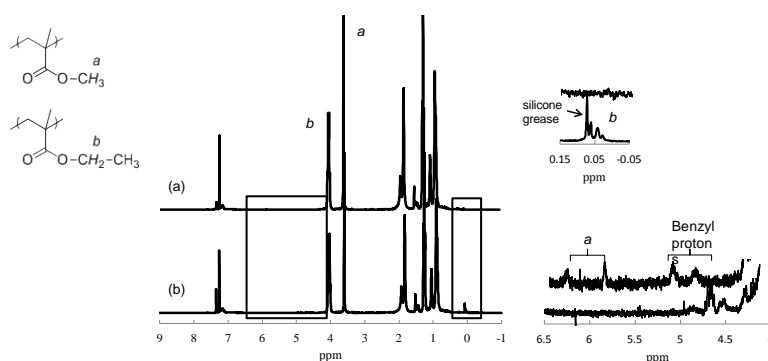 a
O
O–CH₃
b
O
O–CH₂–CH₃
a
b
(a)
(b)
9 8 7 6 5 4 3 2 1 0 -1
ppm
silicone
grease
b
0.15 0.05 -0.05
ppm
a
Benzyl
proton
s
6.5 6 5.5 5 4.5
ppm